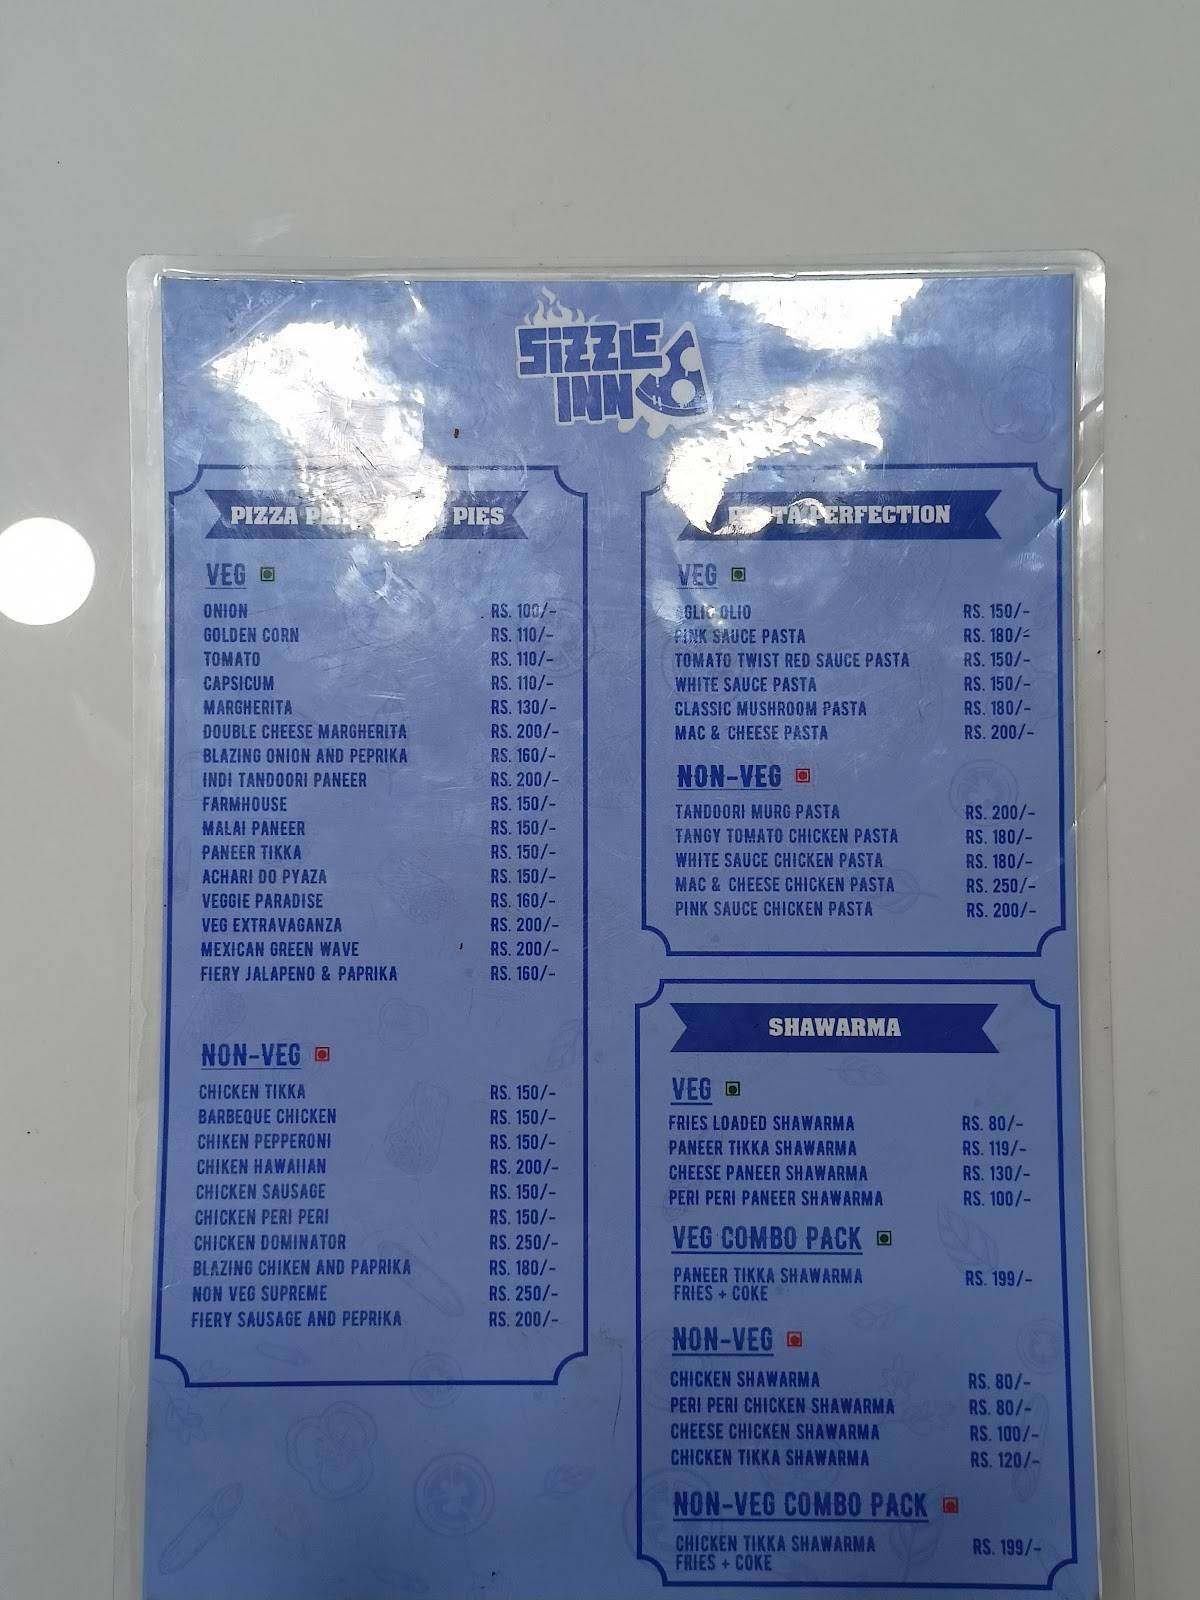 SIZZLE
INN
PIZZA PIES
VEG
ONION RS. 100/-
GOLDEN CORN RS. 110/-
TOMATO RS. 110/-
CAPSICUM RS. 110/-
MARGHERITA RS. 130/-
DOUBLE CHEESE MARGHERITA RS. 200/-
BLAZING ONION AND PEPRIKA RS. 160/-
INDI TANDOORI PANEER RS. 200/-
FARMHOUSE RS. 150/-
MALAI PANEER RS. 150/-
PANEER TIKKA RS. 150/-
ACHARI DO PYAZA RS. 150/-
VEGGIE PARADISE RS. 160/-
VEG EXTRAVAGANZA RS. 200/-
MEXICAN GREEN WAVE RS. 200/-
FIERY JALAPENO & PAPRIKA RS. 160/-
NON-VEG
CHICKEN TIKKA RS. 150/-
BARBEQUE CHICKEN RS. 150/-
CHIKEN PEPPERONI RS. 150/-
CHIKEN HAWAIIAN RS. 200/-
CHICKEN SAUSAGE RS. 150/-
CHICKEN PERI PERI RS. 150/-
CHICKEN DOMINATOR RS. 250/-
BLAZING CHIKEN AND PAPRIKA RS. 180/-
NON VEG SUPREME RS. 250/-
FIERY SAUSAGE AND PEPRIKA RS. 200/-
PASTA PERFECTION
VEG
AGLIO OLIO RS. 150/-
PINK SAUCE PASTA RS. 180/-
TOMATO TWIST RED SAUCE PASTA RS. 150/-
WHITE SAUCE PASTA RS. 150/-
CLASSIC MUSHROOM PASTA RS. 180/-
MAC & CHEESE PASTA RS. 200/-
NON-VEG
TANDOORI MURG PASTA RS. 200/-
TANGY TOMATO CHICKEN PASTA RS. 180/-
WHITE SAUCE CHICKEN PASTA RS. 180/-
MAC & CHEESE CHICKEN PASTA RS. 250/-
PINK SAUCE CHICKEN PASTA RS. 200/-
SHAWARMA
VEG
FRIES LOADED SHAWARMA RS. 80/-
PANEER TIKKA SHAWARMA RS. 119/-
CHEESE PANEER SHAWARMA RS. 130/-
PERI PERI PANEER SHAWARMA RS. 100/-
VEG COMBO PACK
PANEER TIKKA SHAWARMA RS. 199/-
FRIES + COKE
NON-VEG
CHICKEN SHAWARMA RS. 80/-
PERI PERI CHICKEN SHAWARMA RS. 80/-
CHEESE CHICKEN SHAWARMA RS. 100/-
CHICKEN TIKKA SHAWARMA RS. 120/-
NON-VEG COMBO PACK
CHICKEN TIKKA SHAWARMA RS. 199/-
FRIES + COKE